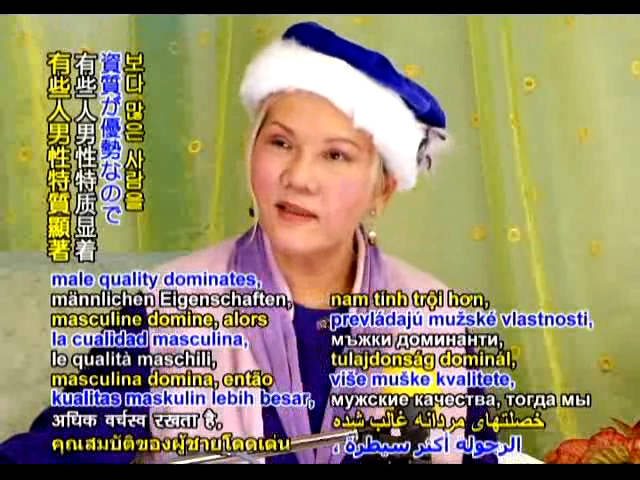 보다 많은 사람을
資質が優勢なので
有些人男性特质显着
有些人男性特質顯著
male quality dominates,
männlichen Eigenschaften,
masculine domine, alors
la cualidad masculina,
le qualità maschili,
masculina domina, então
kualitas maskulin lebih besar,
अधिक वर्चस्व रखता है,
คุณสมบัติของผู้ชายโดดเด่น
nam tính trội hơn,
prevládajú mužské vlastnosti,
мъжки доминанти,
tulajdonság dominál,
više muške kvalitete,
мужские качества, тогда мы
خصلتهای مردانه غالب شده
الرجولة أكثر سيطرة ،